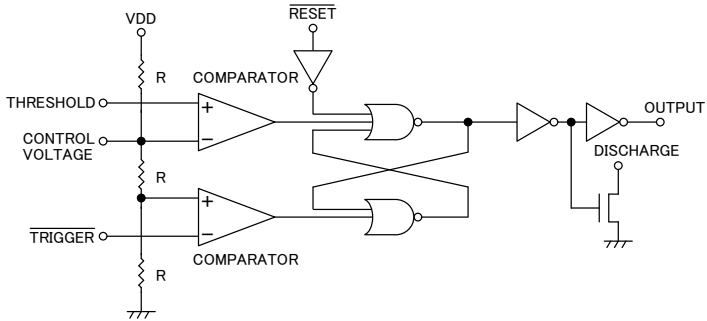 RESET
VDD
R
COMPARATOR
THRESHOLD
+
OUTPUT
CONTROL
VOLTAGE
−
DISCHARGE
R
+
TRIGGER
−
COMPARATOR
R